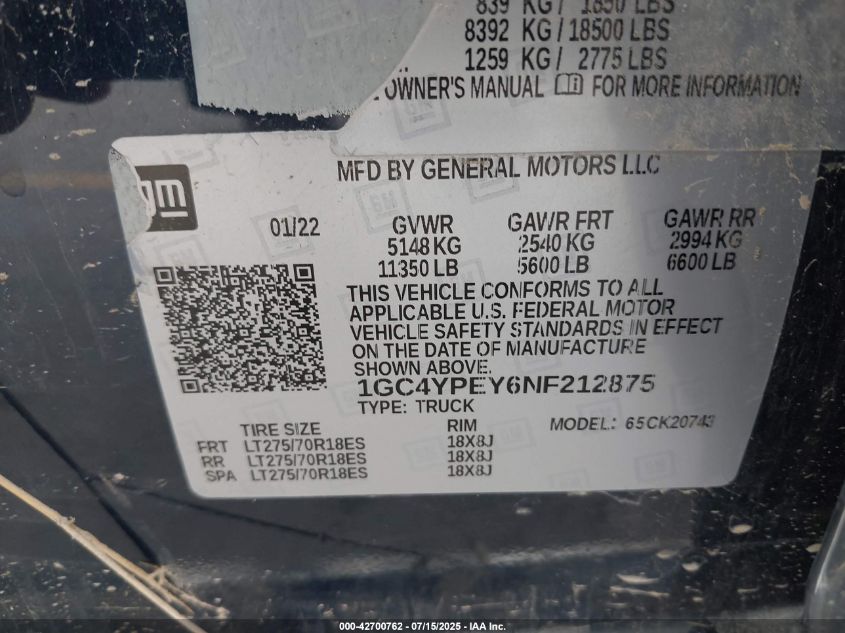 839 KG / 1850 LBS
8392 KG / 18500 LBS
1259 KG / 2775 LBS
OWNER'S MANUAL FOR MORE INFORMATION
MFD BY GENERAL MOTORS LLC
gm
01/22
GVWR GAWR FRT GAWR RR
5148 KG 2540 KG 2994 KG
11350 LB 5600 LB 6600 LB
THIS VEHICLE CONFORMS TO ALL
APPLICABLE U.S. FEDERAL MOTOR
VEHICLE SAFETY STANDARDS IN EFFECT
ON THE DATE OF MANUFACTURE
SHOWN ABOVE.
1GC4YPEY6NF212875
TYPE: TRUCK MODEL: 65CK20743
TIRE SIZE RIM
FRT LT275/70R18ES 18X8J
RR LT275/70R18ES 18X8J
SPA LT275/70R18ES 18X8J
000-42700762 - 07/15/2025 - IAA Inc.